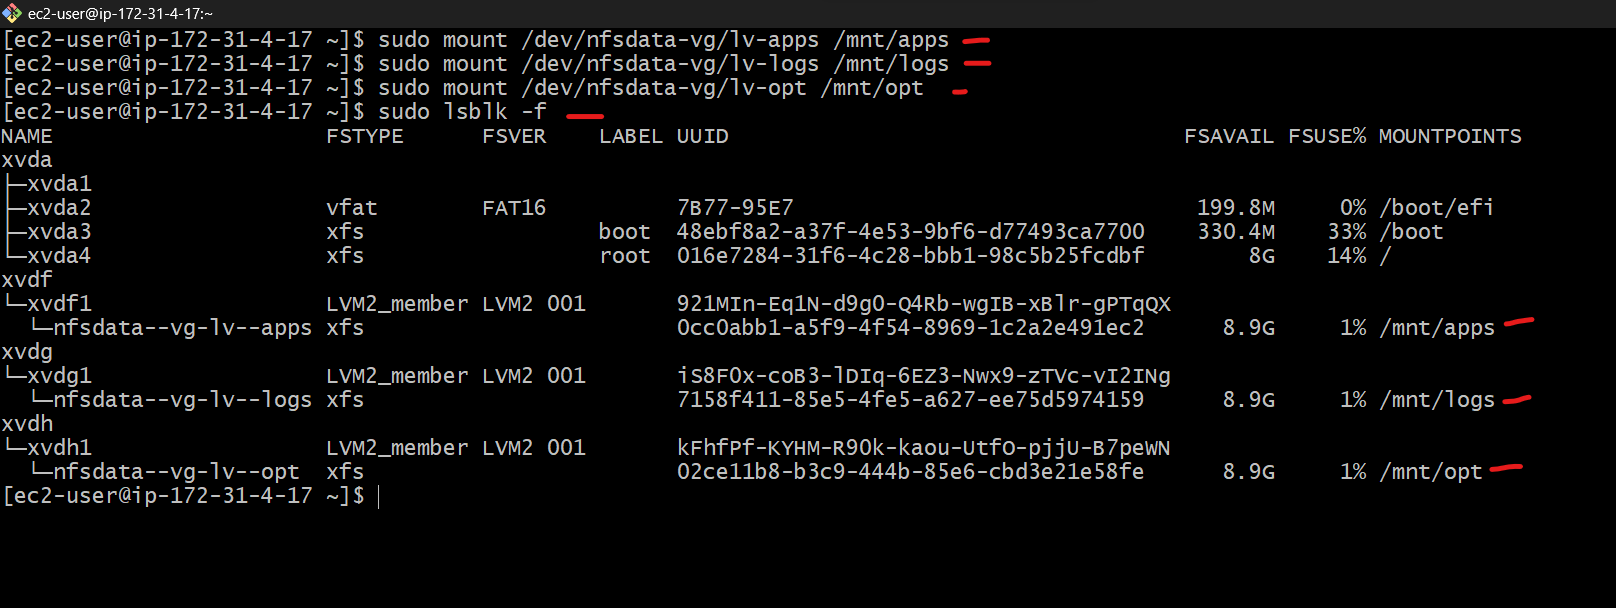 ec2-user@ip-172-31-4-17:~
[ec2-user@ip-172-31-4-17 ~]$ sudo mount /dev/nfsdata-vg/lv-apps /mnt/apps
[ec2-user@ip-172-31-4-17 ~]$ sudo mount /dev/nfsdata-vg/lv-logs /mnt/logs
[ec2-user@ip-172-31-4-17 ~]$ sudo mount /dev/nfsdata-vg/lv-opt /mnt/opt
[ec2-user@ip-172-31-4-17 ~]$ sudo lsblk -f
NAME FSTYPE FSVER LABEL UUID FSAVAIL FSUSE% MOUNTPOINTS
xvda
├─xvda1
├─xvda2 vfat FAT16 7B77-95E7 199.8M 0% /boot/efi
├─xvda3 xfs boot 48ebf8a2-a37f-4e53-9bf6-d77493ca7700 330.4M 33% /boot
└─xvda4 xfs root 016e7284-31f6-4c28-bbb1-98c5b25fcdbf 8G 14% /
xvdf
└─xvdf1 LVM2_member LVM2 001 921MIn-Eq1N-d9gO-Q4Rb-wgIB-xBlr-gPTqQX
└─nfsdata--vg-lv--apps xfs 0cc0abb1-a5f9-4f54-8969-1c2a2e491ec2 8.9G 1% /mnt/apps
xvdg
└─xvdg1 LVM2_member LVM2 001 iS8FOx-coB3-lDIq-6EZ3-Nwx9-zTVc-vI2INg
└─nfsdata--vg-lv--logs xfs 7158f411-85e5-4fe5-a627-ee75d5974159 8.9G 1% /mnt/logs
xvdh
└─xvdh1 LVM2_member LVM2 001 kFhfPf-KYHM-R90k-kaou-UtfO-pjjU-B7peWN
└─nfsdata--vg-lv--opt xfs 02ce11b8-b3c9-444b-85e6-cbd3e21e58fe 8.9G 1% /mnt/opt
[ec2-user@ip-172-31-4-17 ~]$